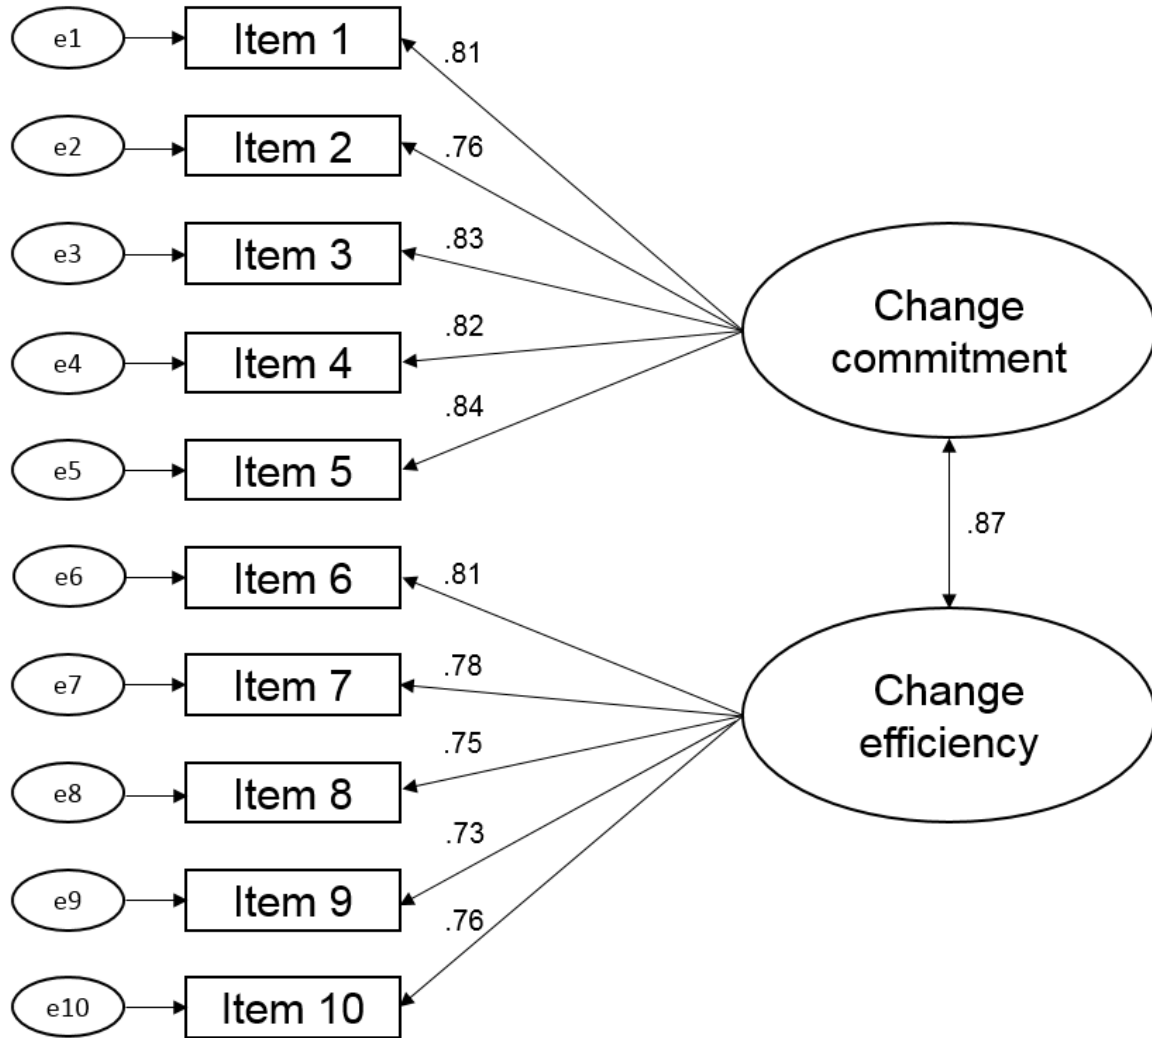 e1
Item 1
.81
e2
Item 2
.76
e3
Item 3
.83
e4
Item 4
.82
e5
Item 5
.84
Change
commitment
.87
e6
Item 6
.81
e7
Item 7
.78
e8
Item 8
.75
e9
Item 9
.73
e10
Item 10
.76
Change
efficiency